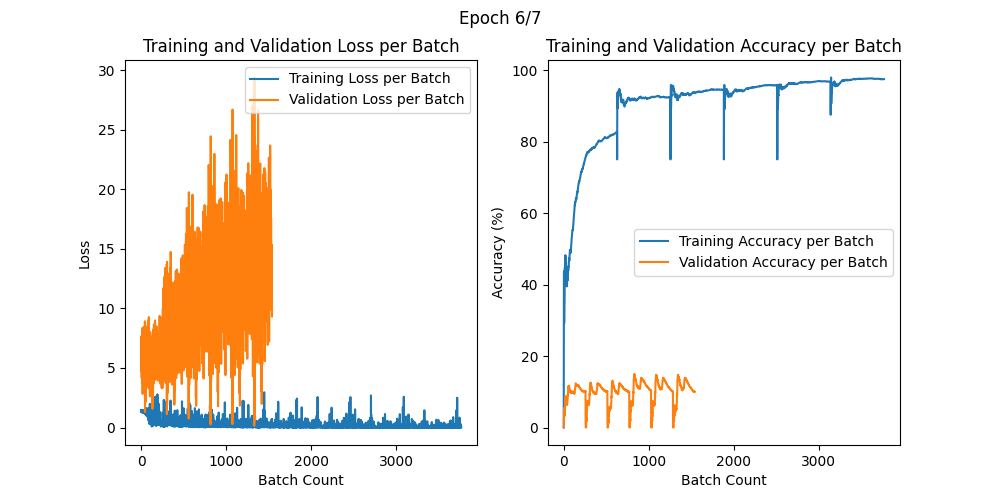 Epoch 6/7
Training and Validation Loss per Batch
30
25
20
15
10
5
0
Loss
0
1000
2000
3000
Batch Count
Training Loss per Batch
Validation Loss per Batch
Training and Validation Accuracy per Batch
100
80
60
40
20
0
Accuracy (%)
0
1000
2000
3000
Batch Count
Training Accuracy per Batch
Validation Accuracy per Batch